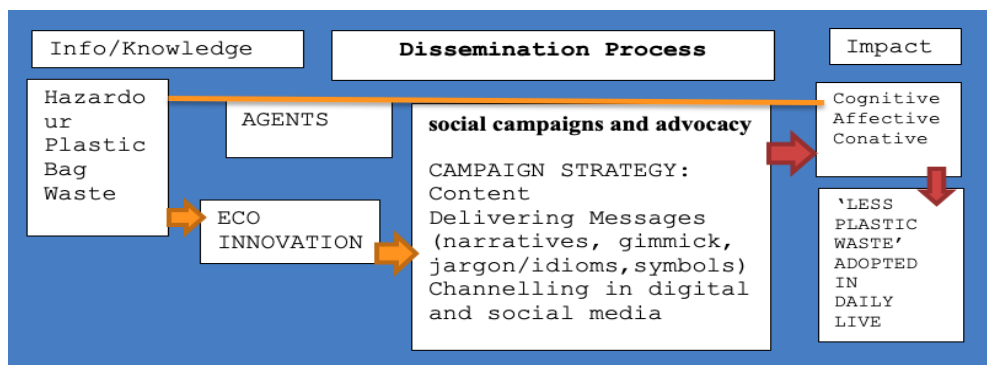 Info/Knowledge
Dissemination Process
Impact
Hazardo
ur
Plastic
Bag
Waste
AGENTS
ECO
INNOVATION
social campaigns and advocacy
CAMPAIGN STRATEGY:
Content
Delivering Messages
(narratives, gimmick,
jargon/idioms,symbols)
Channelling in digital
and social media
Cognitive
Affective
Conative
‘LESS
PLASTIC
WASTE’
ADOPTED
IN
DAILY
LIVE